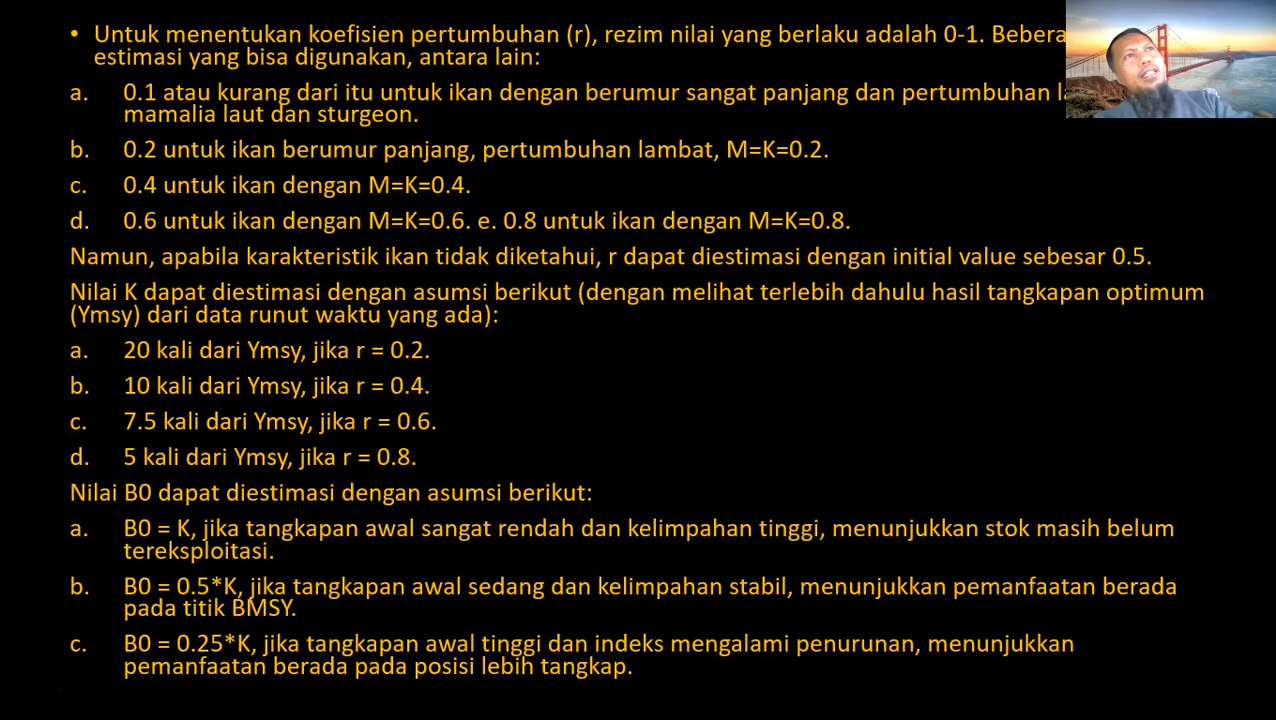 • Untuk menentukan koefisien pertumbuhan (r), rezim nilai yang berlaku adalah 0-1.
estimasi yang bisa digunakan, antara lain:
a. 0.1 atau kurang dari itu untuk ikan dengan berumur sangat panjang dan pertumbuhan
mamalia laut dan sturgeon.
b. 0.2 untuk ikan berumur panjang, pertumbuhan lambat, M=K=0.2.
c. 0.4 untuk ikan dengan M=K=0.4.
d. 0.6 untuk ikan dengan M=K=0.6. e. 0.8 untuk ikan dengan M=K=0.8.
Namun, apabila karakteristik ikan tidak diketahui, r dapat diestimasi dengan initial value sebesar 0.5.
Nilai K dapat diestimasi dengan asumsi berikut (dengan melihat terlebih dahulu hasil tangkapan optimum
(Ymsy) dari data runut waktu yang ada):
a. 20 kali dari Ymsy, jika r = 0.2.
b. 10 kali dari Ymsy, jika r = 0.4.
c. 7.5 kali dari Ymsy, jika r = 0.6.
d. 5 kali dari Ymsy, jika r = 0.8.
Nilai B0 dapat diestimasi dengan asumsi berikut:
a. B0 = K, jika tangkapan awal sangat rendah dan kelimpahan tinggi, menunjukkan stok masih belum
tereksploitasi.
b. B0 = 0.5*K, jika tangkapan awal sedang dan kelimpahan stabil, menunjukkan pemanfaatan berada
pada titik BMSY.
c. B0 = 0.25*K, jika tangkapan awal tinggi dan indeks mengalami penurunan, menunjukkan
pemanfaatan berada pada posisi lebih tangkap.